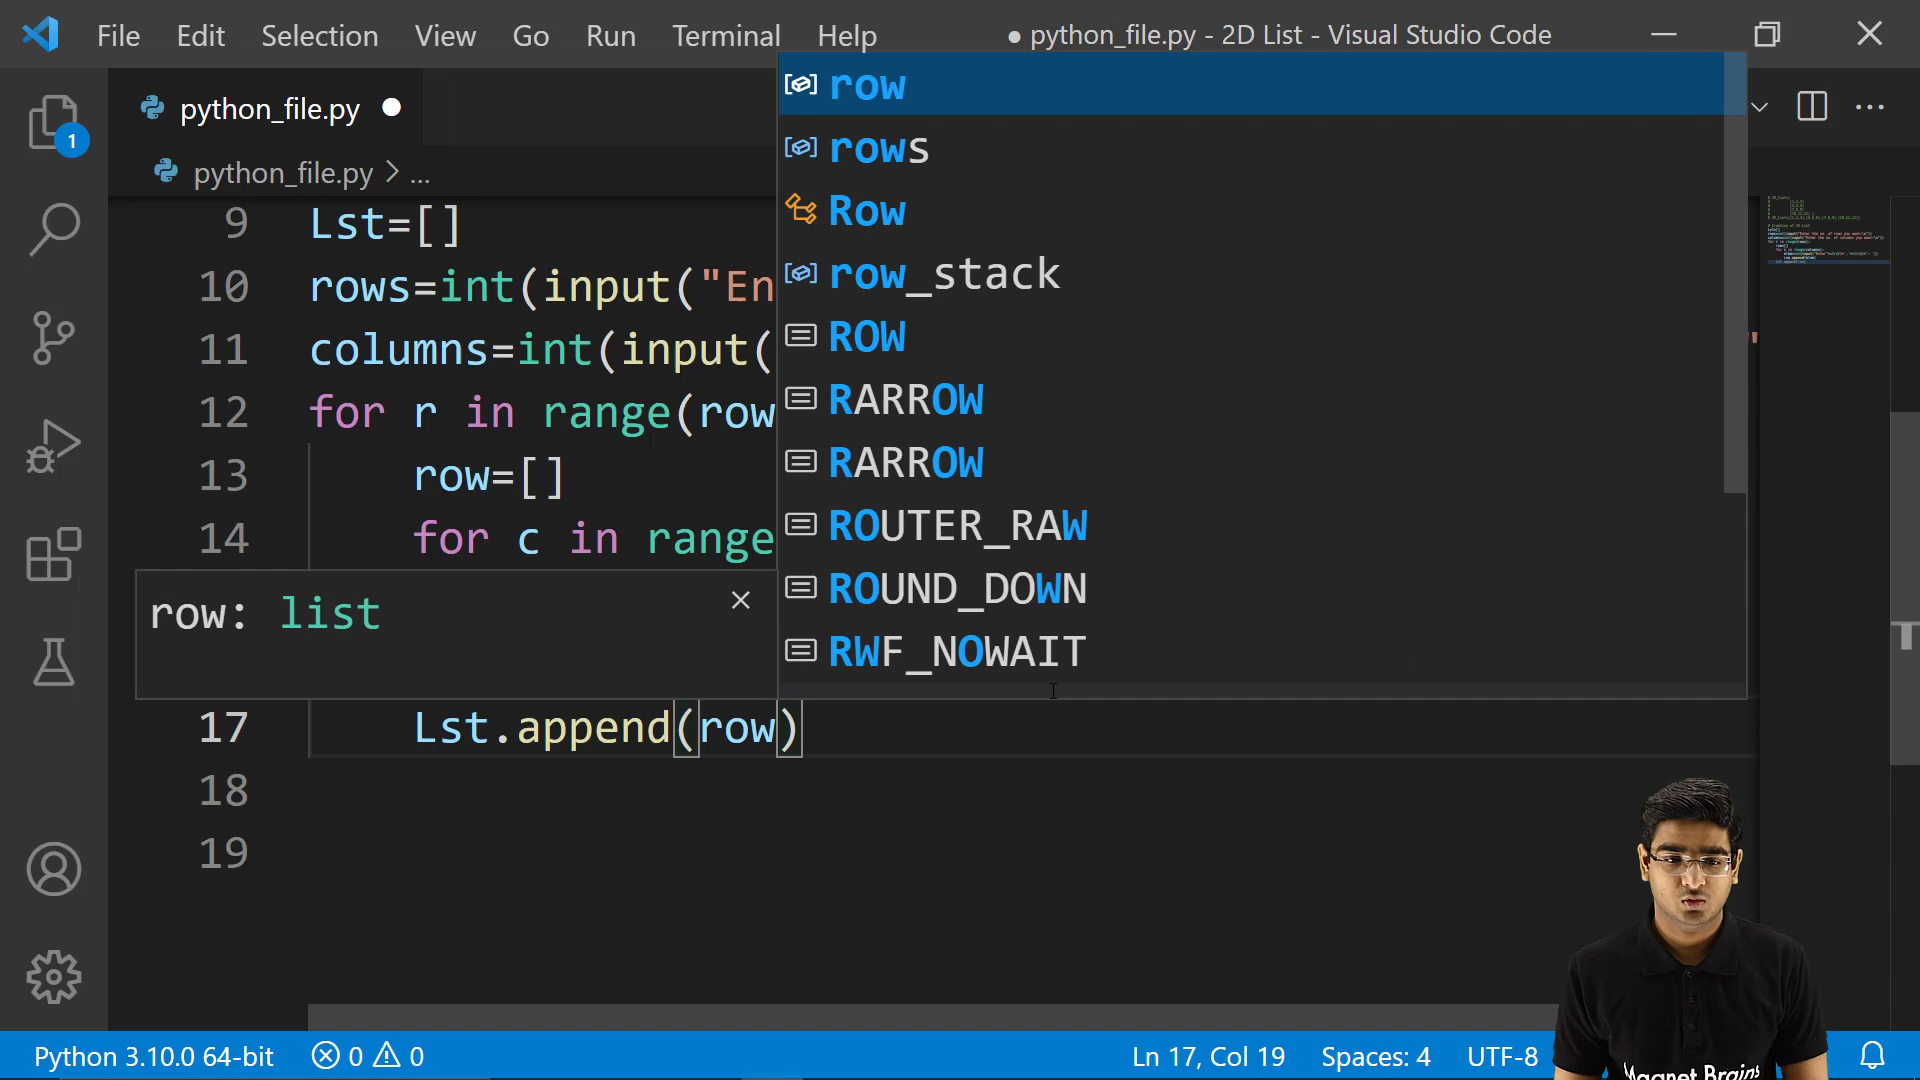 File Edit Selection View Go Run Terminal Help ● python_file.py - 2D List - Visual Studio Code
1
python_file.py ●
python_file.py > ...
9 Lst=[]
10 rows=int(input("En
11 columns=int(input(
12 for r in range(row
13 row=[]
14 for c in range
row: list
17 Lst.append(row)
18
19
row
rows
Row
row_stack
ROW
RARROW
RARROW
ROUTER_RAW
ROUND_DOWN
RWF_NOWAIT
Python 3.10.0 64-bit 0 0 Ln 17, Col 19 Spaces: 4 UTF-8
Magnet Brains